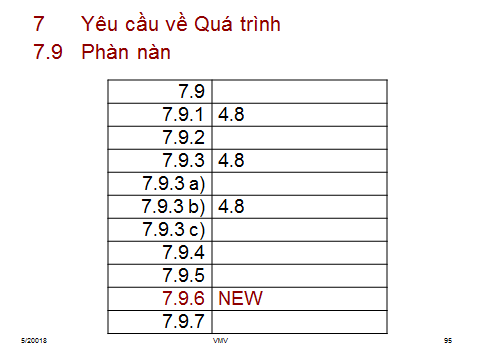 7 Yêu cầu về Quá trình
7.9 Phàn nàn
7.9
7.9.1 4.8
7.9.2
7.9.3 4.8
7.9.3 a)
7.9.3 b) 4.8
7.9.3 c)
7.9.4
7.9.5
7.9.6 NEW
7.9.7
5/20018 VMV 95